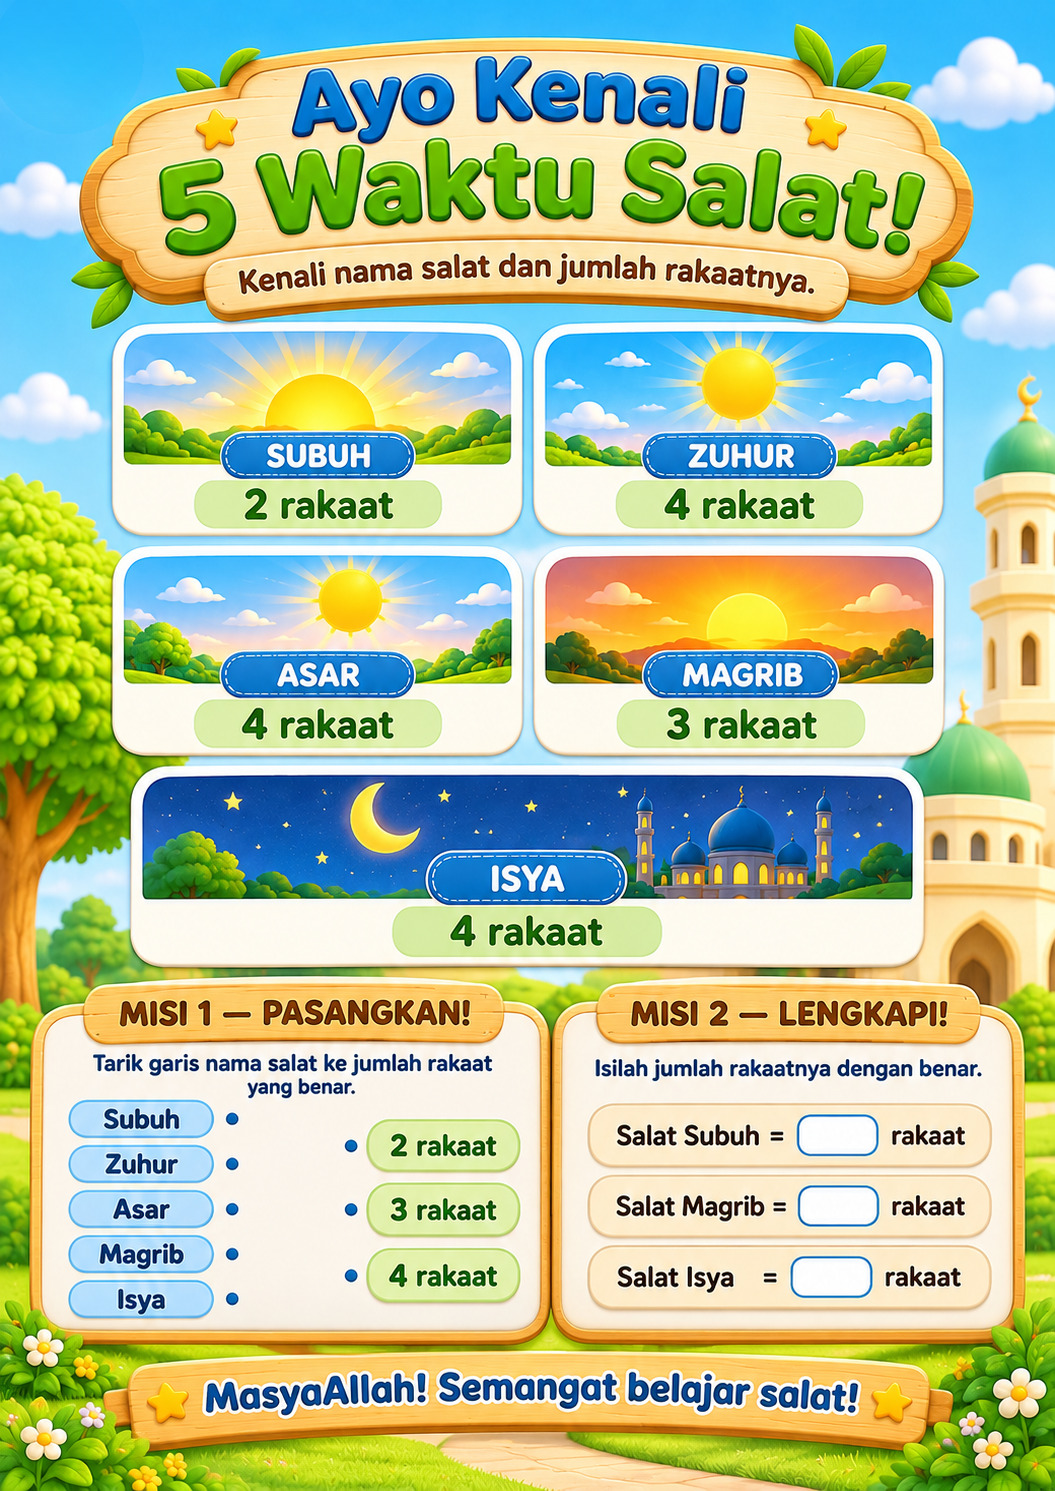 Ayo Kenali
5 Waktu Salat!
Kenali nama salat dan jumlah rakaatnya.
SUBUH
2 rakaat
ZUHUR
4 rakaat
ASAR
4 rakaat
MAGRIB
3 rakaat
ISYA
4 rakaat
MISI 1 — PASANGKAN!
Tarik garis nama salat ke jumlah rakaat
yang benar.
Subuh
Zuhur
Asar
Magrib
Isya
2 rakaat
3 rakaat
4 rakaat
MISI 2 — LENGKAPI!
Isilah jumlah rakaatnya dengan benar.
Salat Subuh = rakaat
Salat Magrib = rakaat
Salat Isya = rakaat
MasyaAllah! Semangat belajar salat!